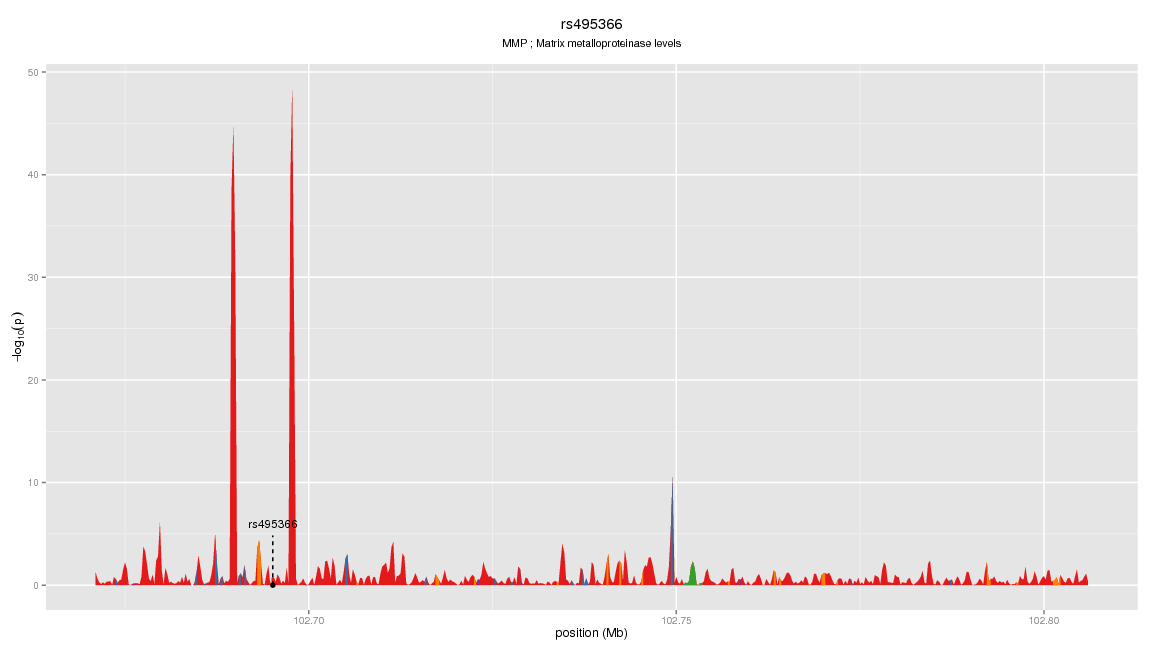 rs495366
MMP ; Matrix metalloproteinase levels
50
40
30
20
10
0
−log10(p)
rs495366
102.70
102.75
102.80
position (Mb)